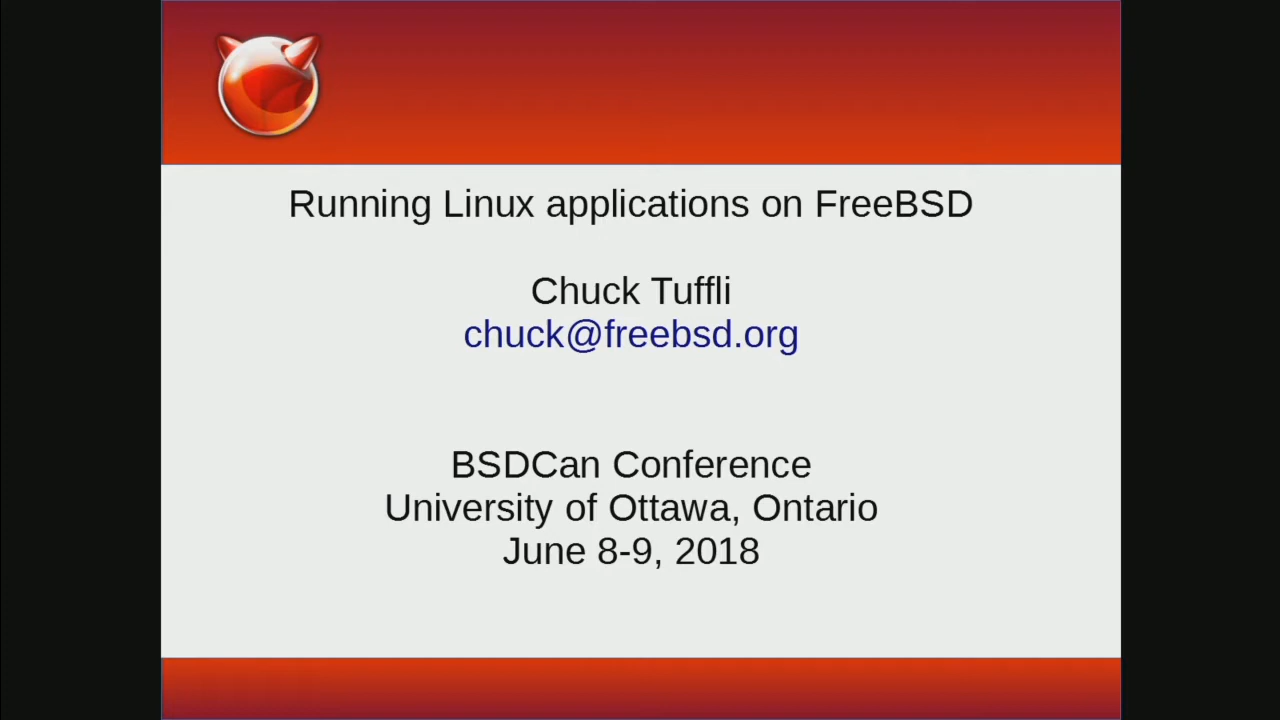 Running Linux applications on FreeBSD
Chuck Tuffli
chuck@freebsd.org
BSDCan Conference
University of Ottawa, Ontario
June 8-9, 2018